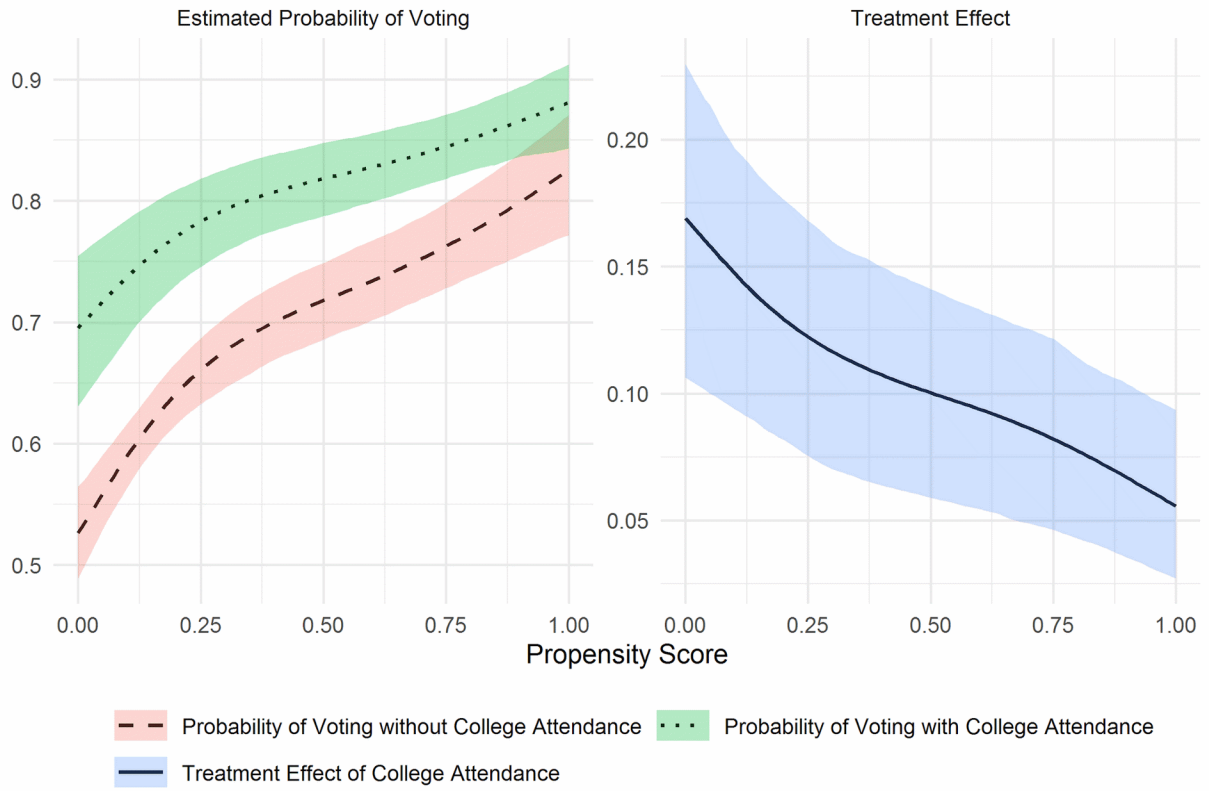 Estimated Probability of Voting
Treatment Effect
0.9
0.8
0.7
0.6
0.5
0.20
0.15
0.10
0.05
0.00 0.25 0.50 0.75 1.00
0.00 0.25 0.50 0.75 1.00
Propensity Score
Probability of Voting without College Attendance
Probability of Voting with College Attendance
Treatment Effect of College Attendance